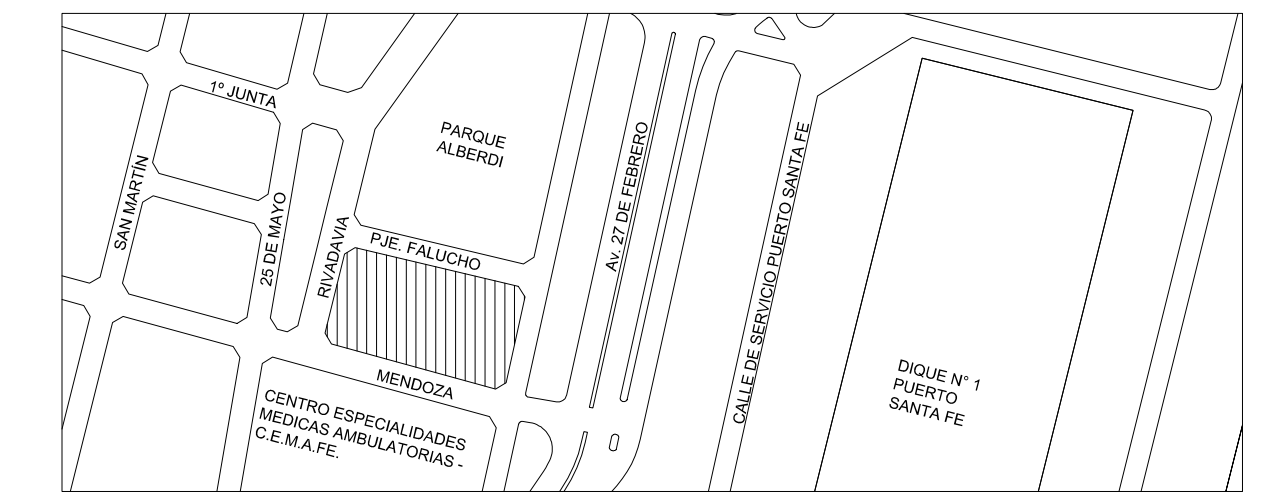 1º JUNTA
PARQUE
ALBERDI
SAN MARTÍN
25 DE MAYO
RIVADAVIA
PJE. FALUCHO
Av. 27 DE FEBRERO
CALLE DE SERVICIO PUERTO SANTA FE
MENDOZA
DIQUE N° 1
PUERTO
SANTA FE
CENTRO ESPECIALIDADES
MEDICAS AMBULATORIAS -
C.E.M.A.FE.